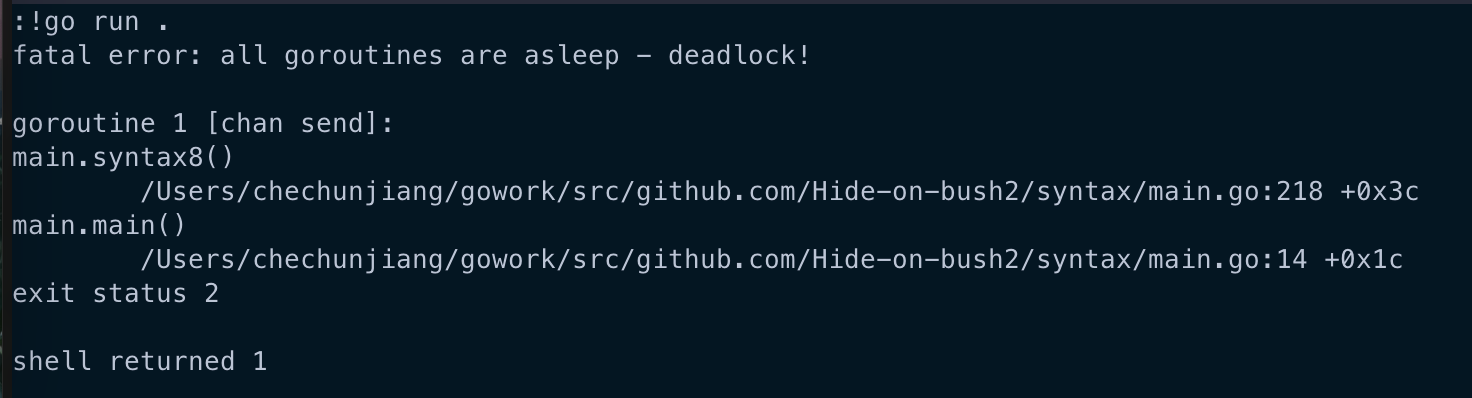 :!go run .
fatal error: all goroutines are asleep - deadlock!
goroutine 1 [chan send]:
main.syntax8()
/Users/chechunjiang/gowork/src/github.com/Hide-on-bush2/syntax/main.go:218 +0x3c
main.main()
/Users/chechunjiang/gowork/src/github.com/Hide-on-bush2/syntax/main.go:14 +0x1c
exit status 2
shell returned 1